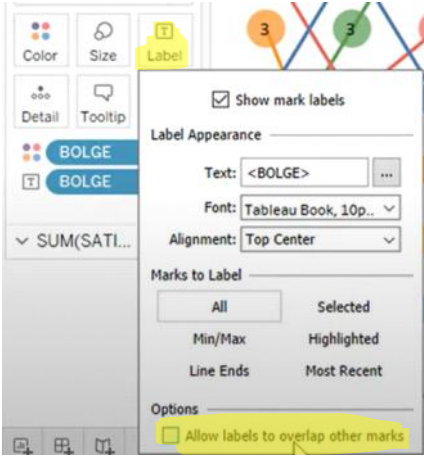 3 3
Color Size Label
Detail Tooltip
BOLGE
BOLGE
SUM(SATI...
Show mark labels
Label Appearance
Text: <BOLGE> ...
Font: Tableau Book, 10p..
Alignment: Top Center
Marks to Label
All Selected
Min/Max Highlighted
Line Ends Most Recent
Options
Allow labels to overlap other marks